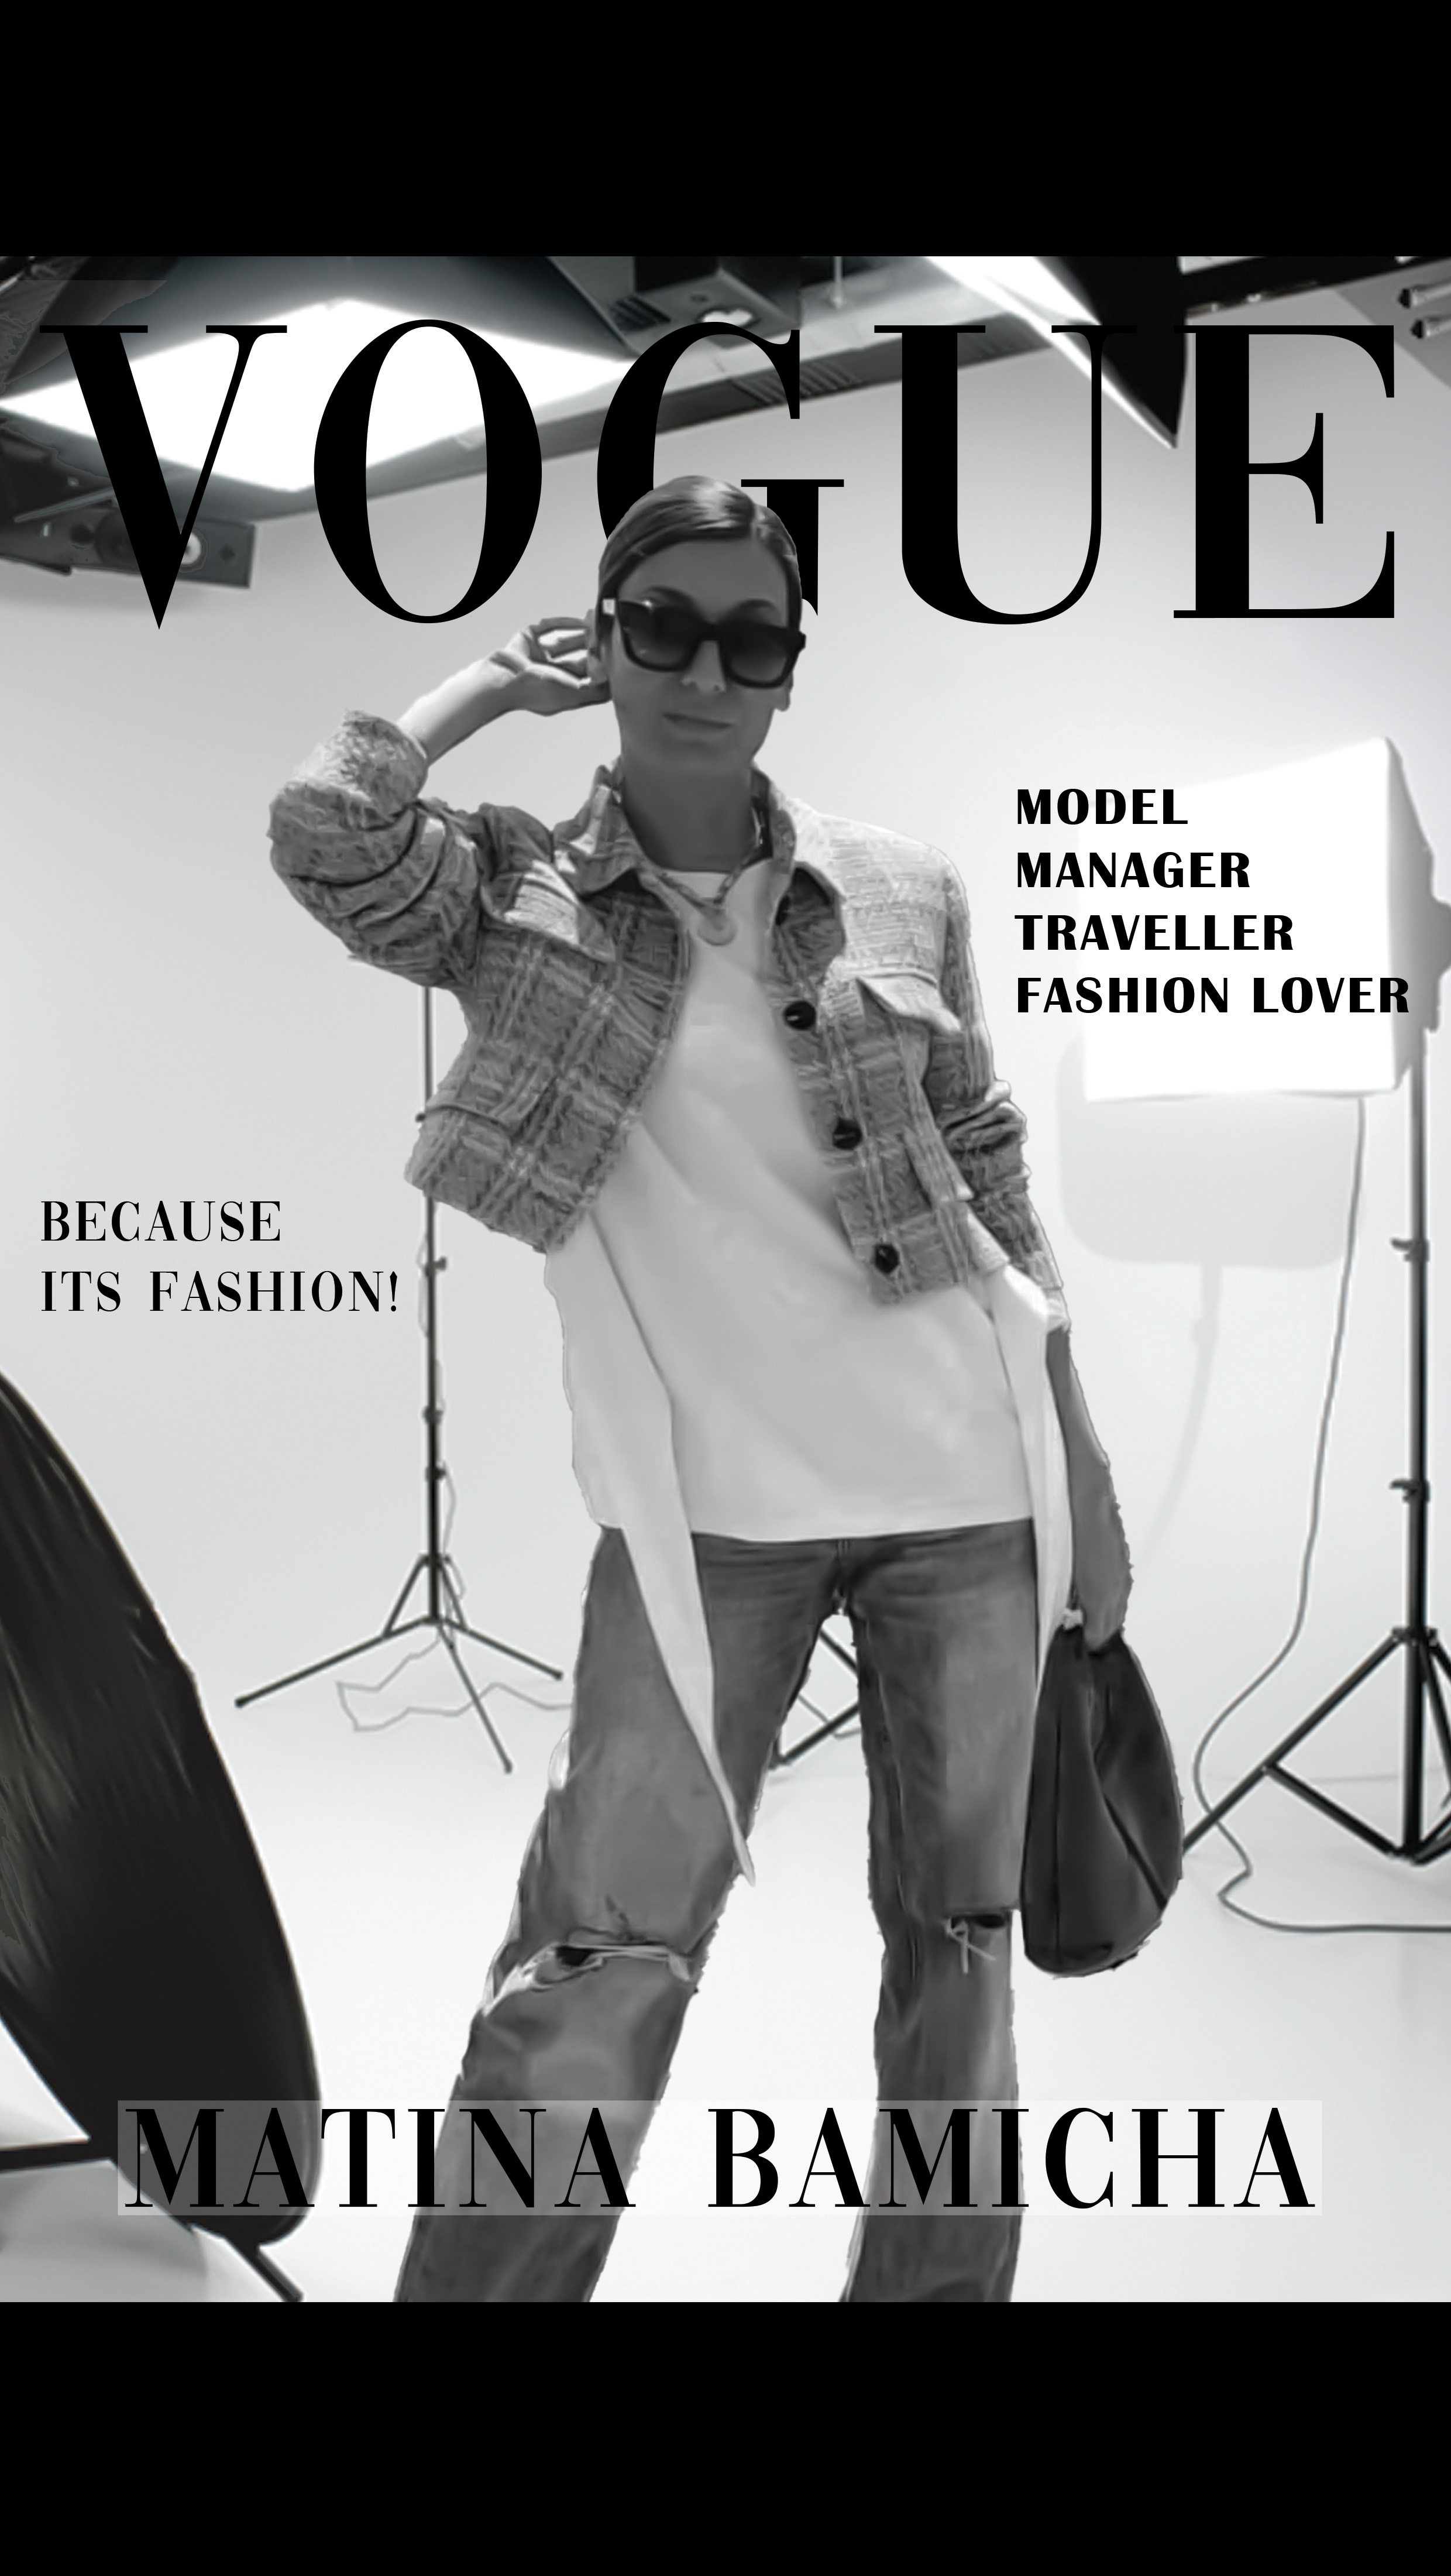 VOGUE
MODEL
MANAGER
TRAVELLER
FASHION LOVER
BECAUSE
ITS FASHION!
MATINA BAMICHA